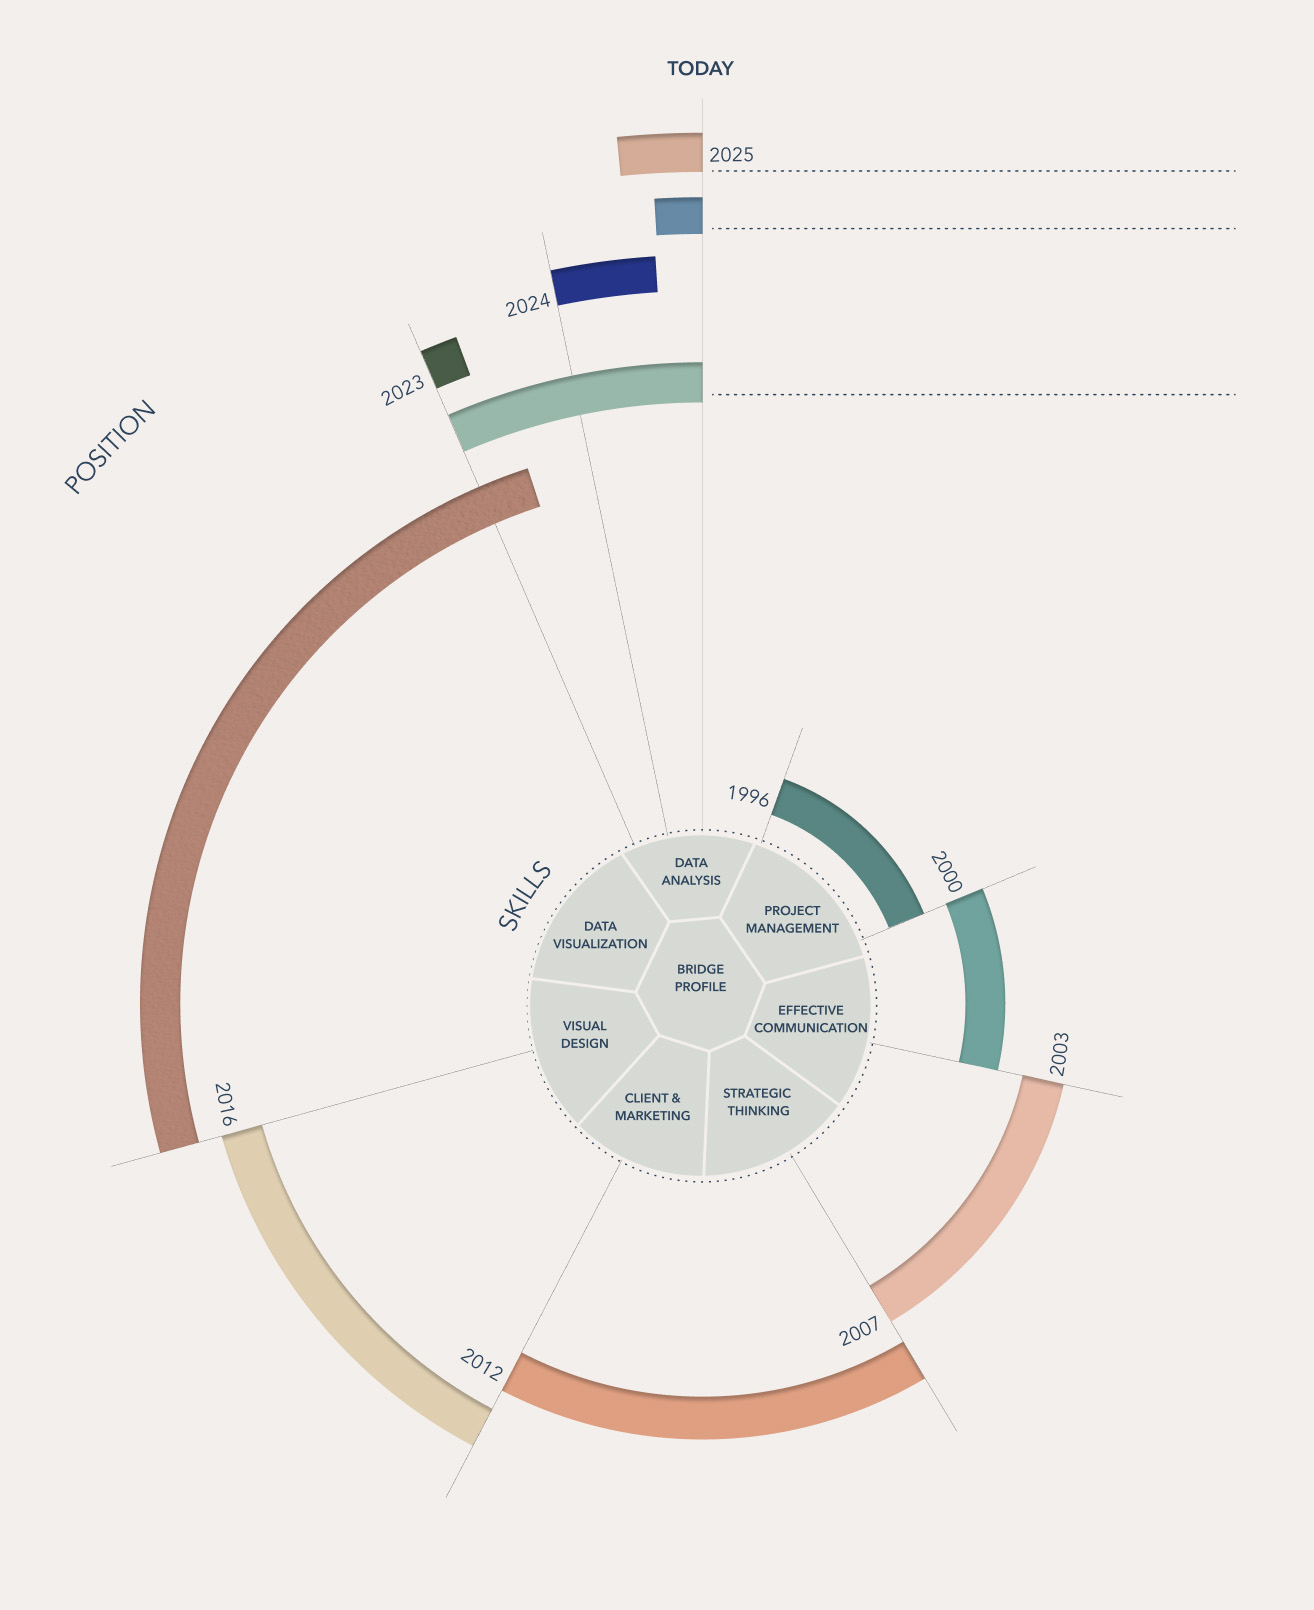 TODAY
2025
2024
2023
POSITION
1996
2000
SKILLS
DATA
ANALYSIS
PROJECT
MANAGEMENT
DATA
VISUALIZATION
BRIDGE
PROFILE
EFFECTIVE
COMMUNICATION
VISUAL
DESIGN
STRATEGIC
THINKING
CLIENT &
MARKETING
2003
2016
2007
2012